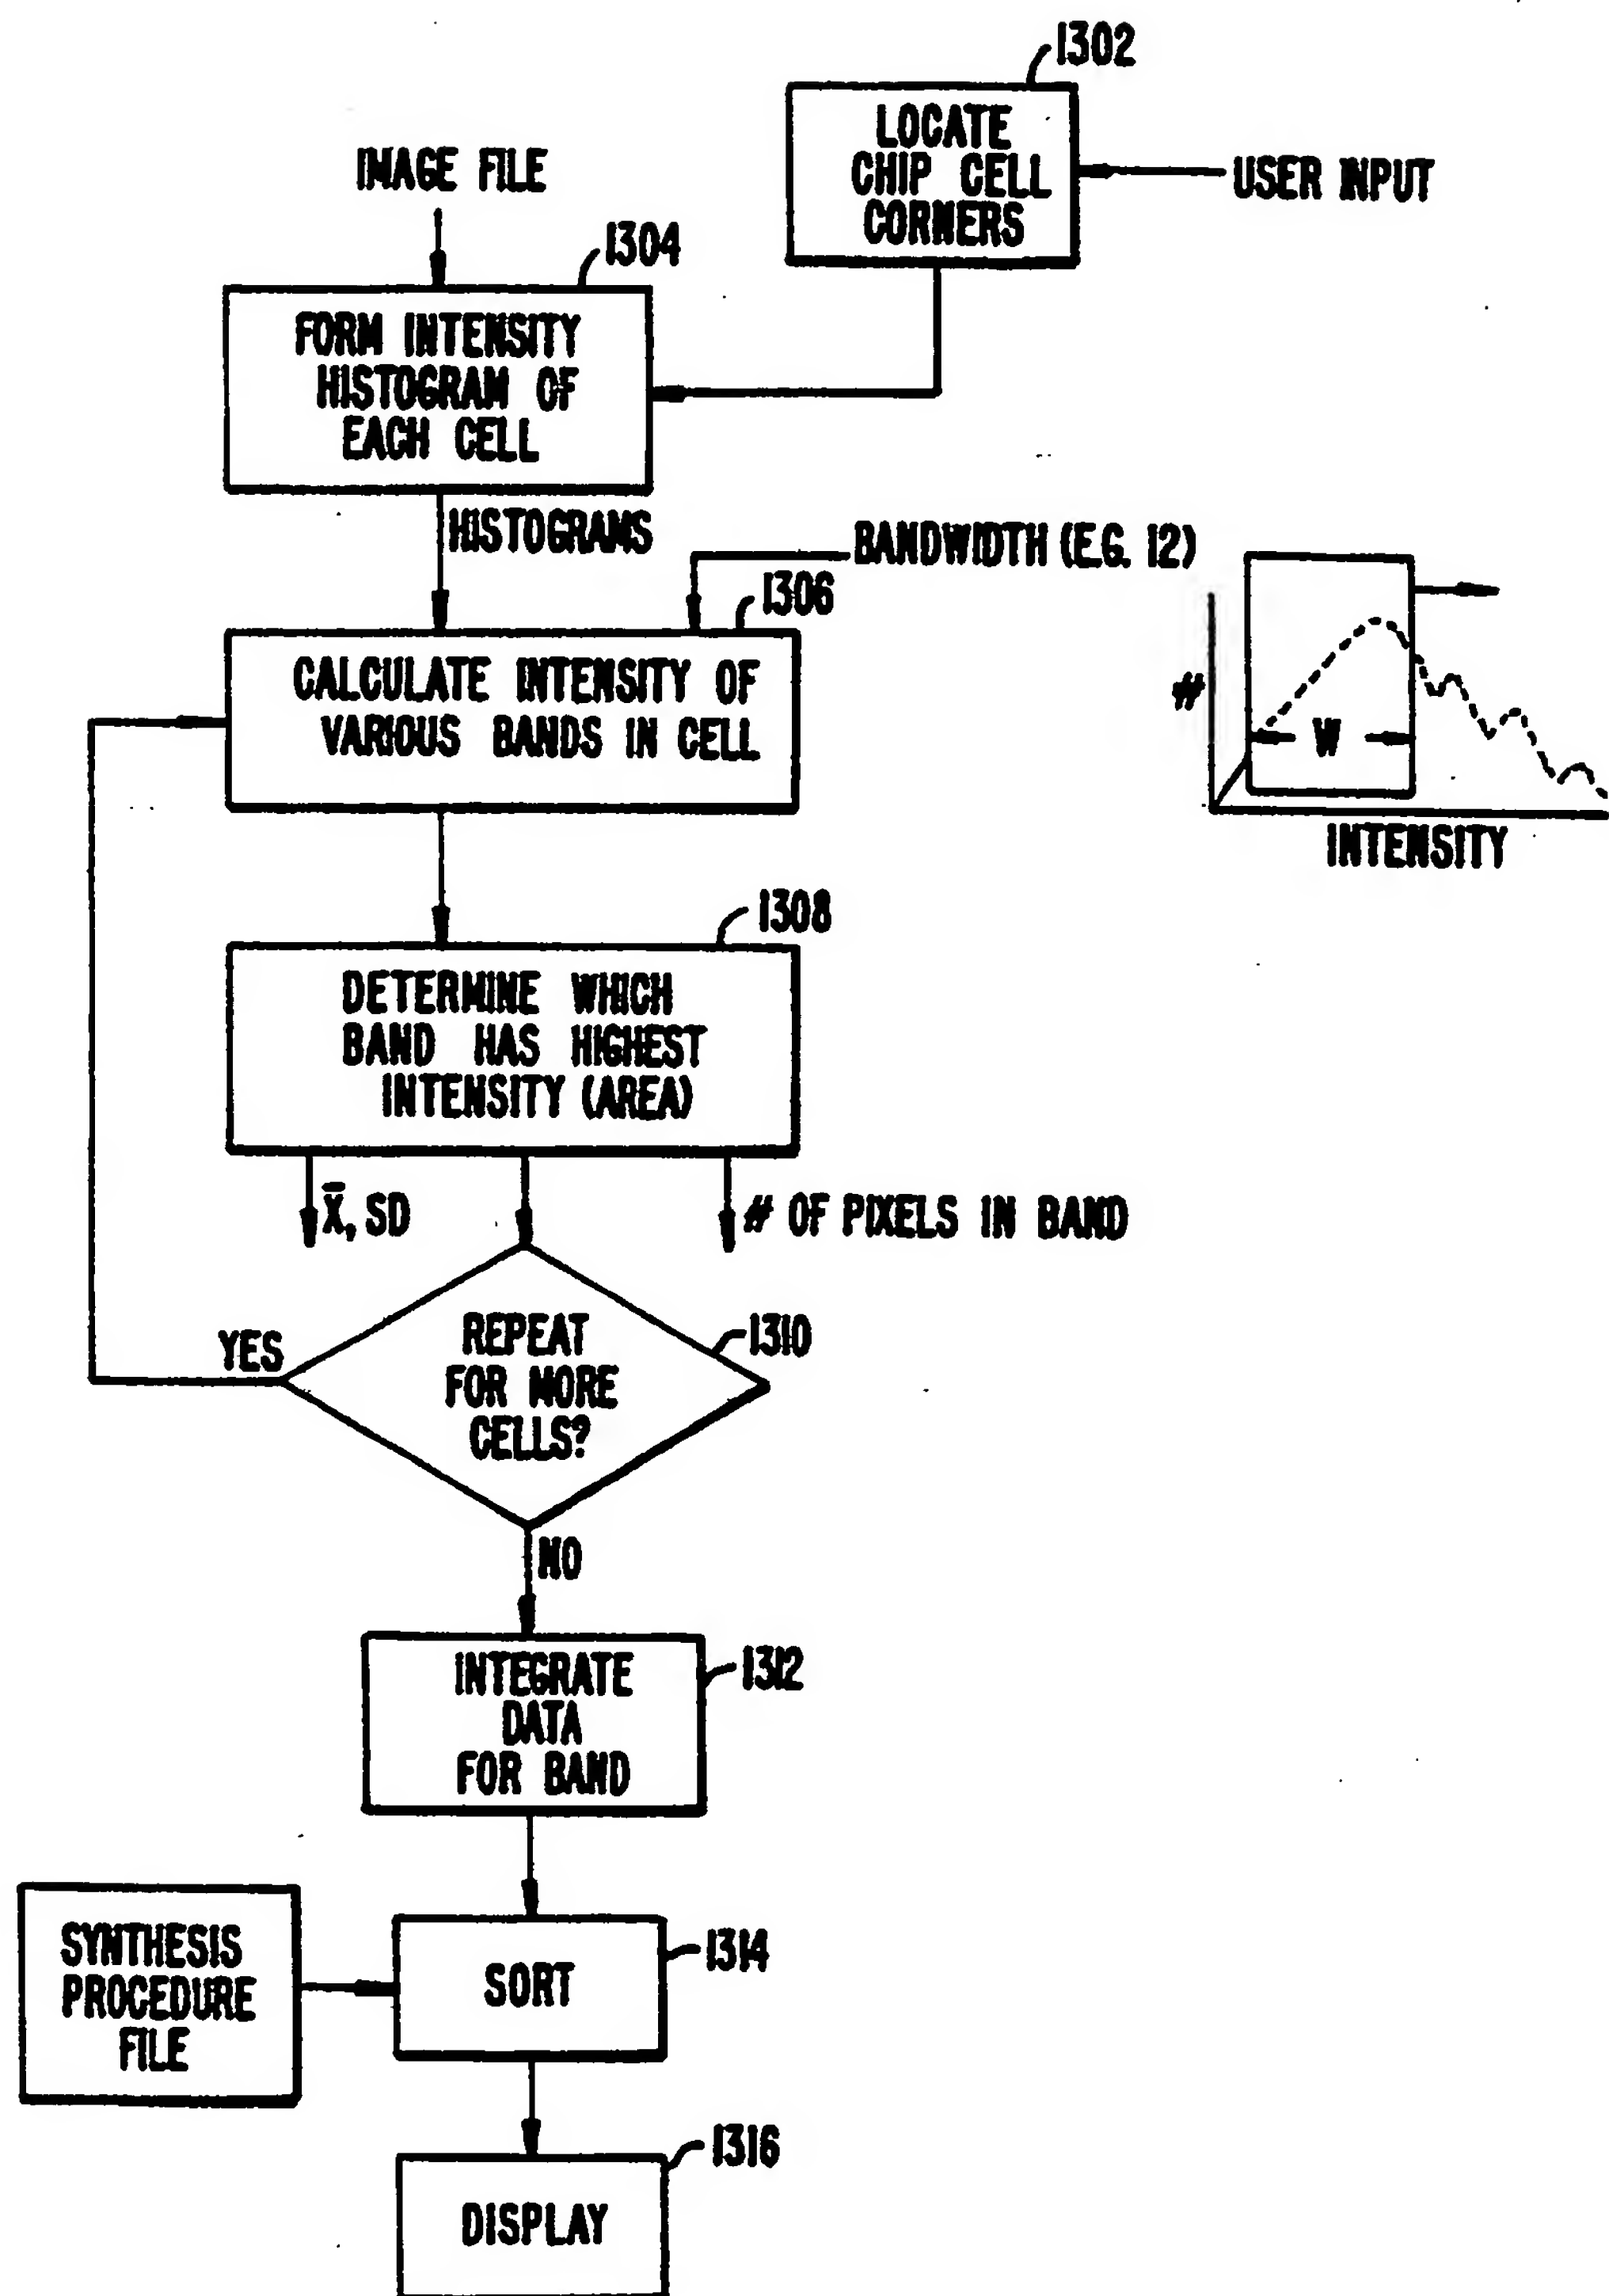 1302
LOCATE
CHIP CELL
CORNERS
USER INPUT
IMAGE FILE
1304
FORM INTENSITY
HISTOGRAM OF
EACH CELL
HISTOGRAMS
BANDWIDTH (E.G. 12)
1306
CALCULATE INTENSITY OF
VARIOUS BANDS IN CELL
#
W
INTENSITY
1308
DETERMINE WHICH
BAND HAS HIGHEST
INTENSITY (AREA)
X̄, SD
# OF PIXELS IN BAND
1310
REPEAT
FOR MORE
CELLS?
YES
NO
1312
INTEGRATE
DATA
FOR BAND
SYNTHESIS
PROCEDURE
FILE
1314
SORT
1316
DISPLAY